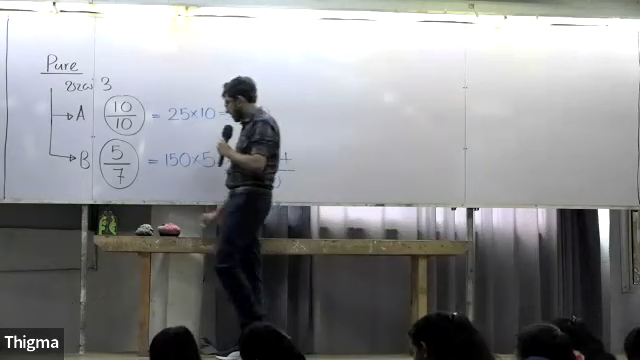 Pure
3
A 10/10 = 25×10 =
B 5/7 = 150×5
Thigma